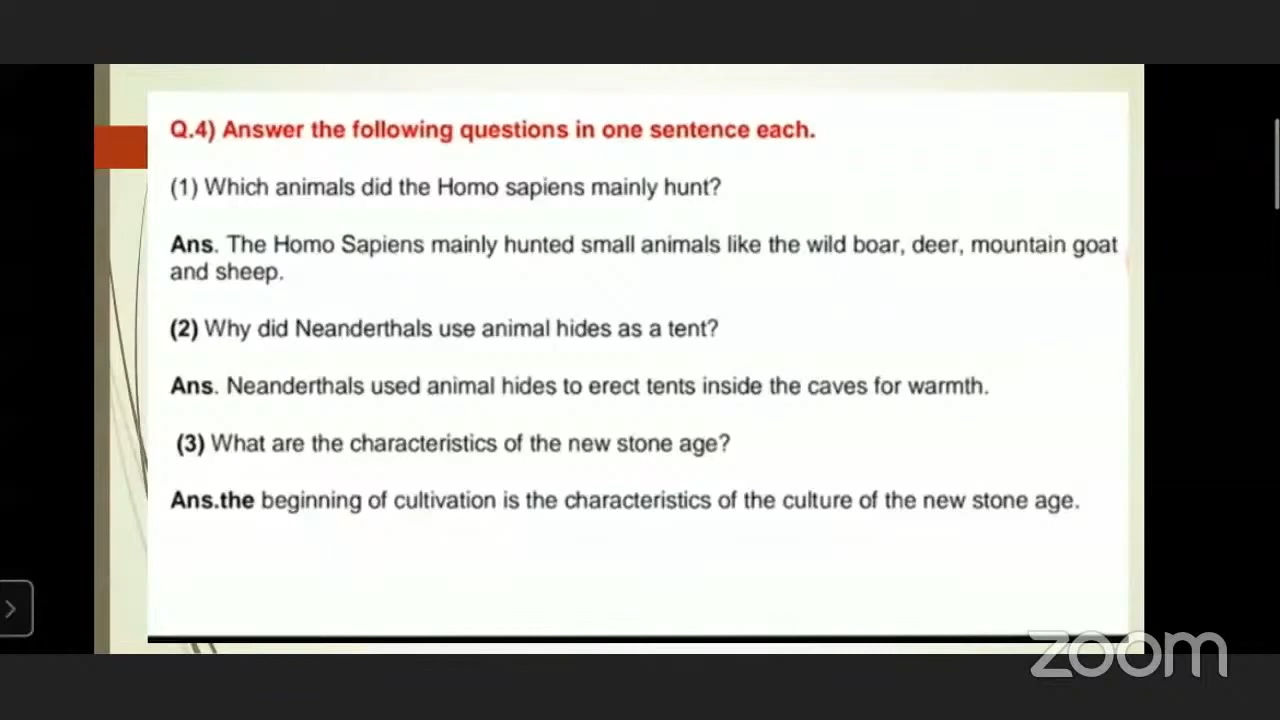 Q.4) Answer the following questions in one sentence each.
(1) Which animals did the Homo sapiens mainly hunt?
Ans. The Homo Sapiens mainly hunted small animals like the wild boar, deer, mountain goat
and sheep.
(2) Why did Neanderthals use animal hides as a tent?
Ans. Neanderthals used animal hides to erect tents inside the caves for warmth.
(3) What are the characteristics of the new stone age?
Ans.the beginning of cultivation is the characteristics of the culture of the new stone age.
zoom